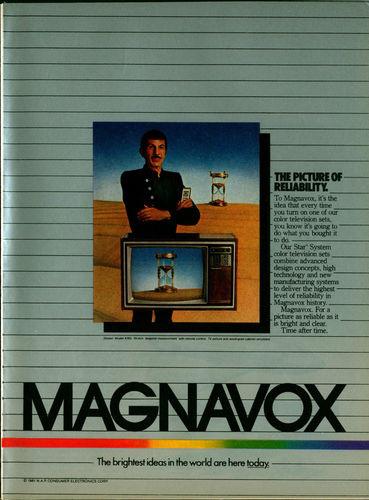 THE PICTURE OF
RELIABILITY.
To Magnavox, it's the
idea that every time
you turn on one of our
color television sets,
you know it's going to
do what you bought it
to do.
Our Star® System
color television sets
combine advanced
design concepts, high
technology and new
manufacturing systems
to deliver the highest
level of reliability in
Magnavox history.
Magnavox. For a
picture as reliable as it
is bright and clear.
Time after time.
MAGNAVOX
The brightest ideas in the world are here today.
© 1981 N.A.P. CONSUMER ELECTRONICS CORP.